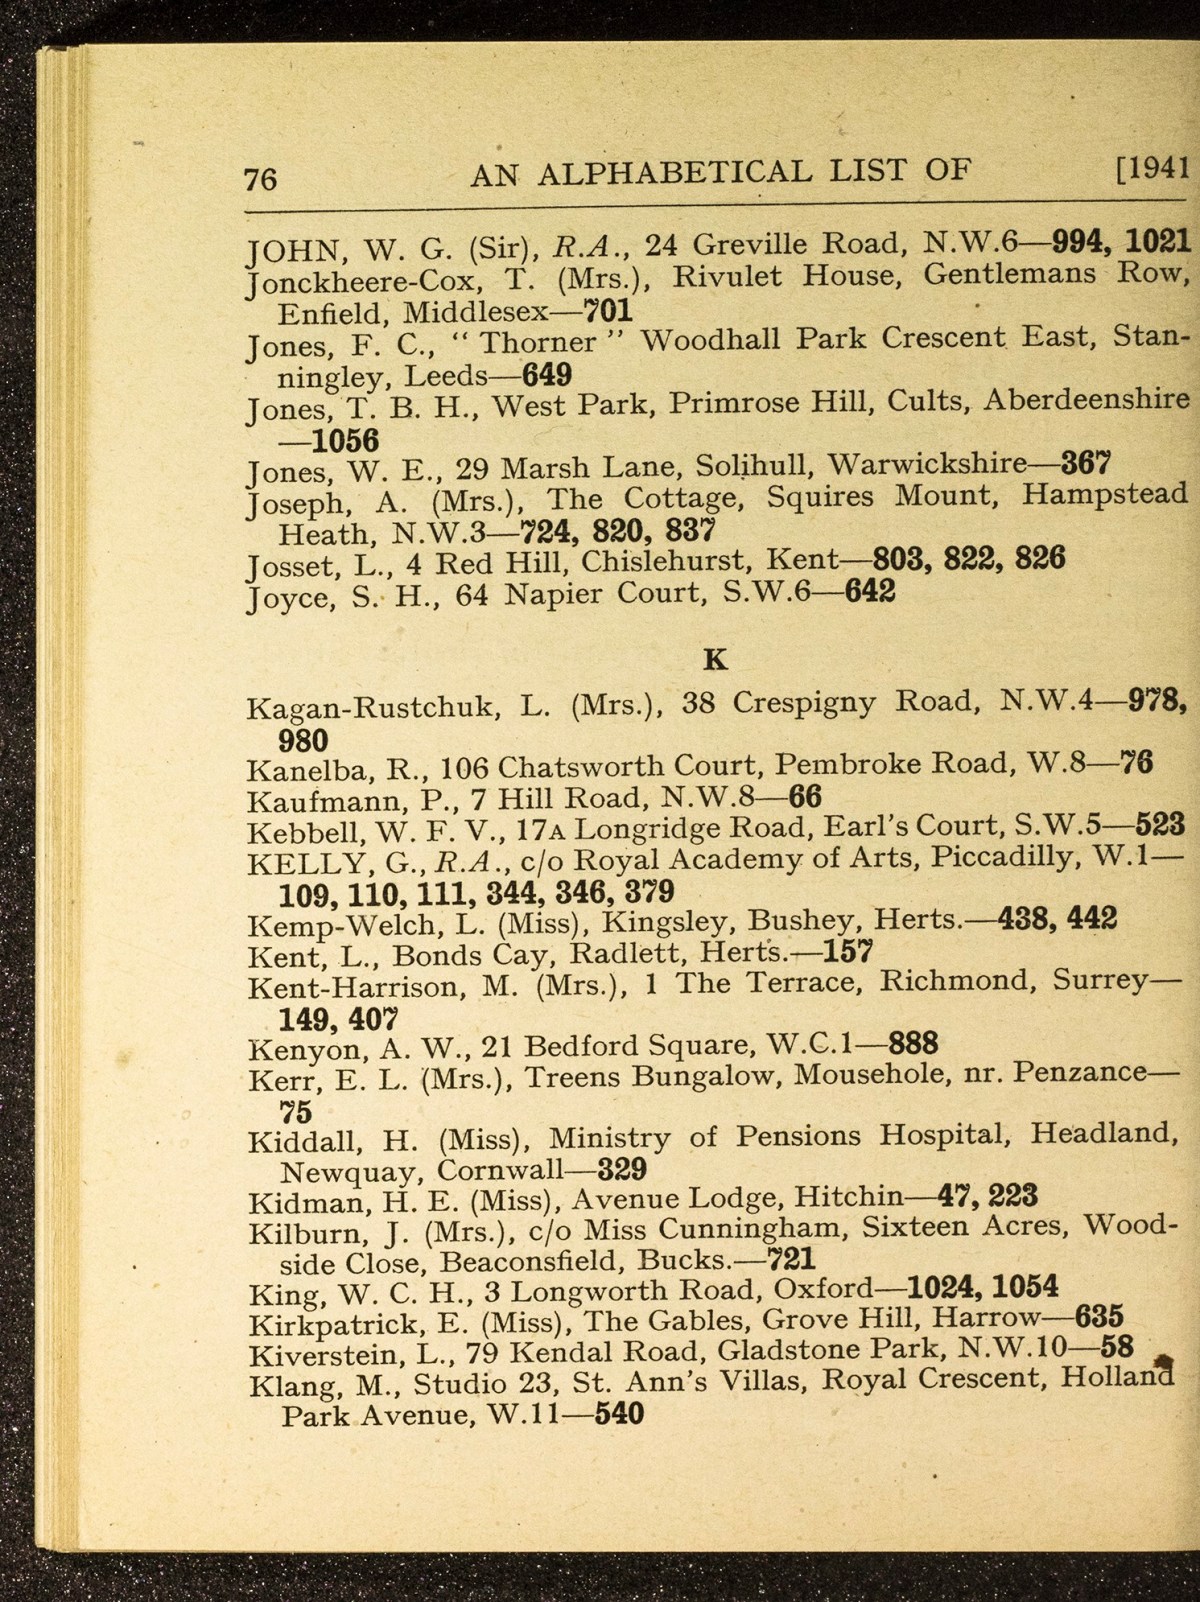 76 AN ALPHABETICAL LIST OF [1941
JOHN, W. G. (Sir), R.A., 24 Greville Road, N.W.6—994, 1021
Jonckheere-Cox, T. (Mrs.), Rivulet House, Gentlemans Row,
Enfield, Middlesex—701
Jones, F. C., “ Thorner ” Woodhall Park Crescent East, Stan-
ningley, Leeds—649
Jones, T. B. H., West Park, Primrose Hill, Cults, Aberdeenshire
—1056
Jones, W. E., 29 Marsh Lane, Solihull, Warwickshire—367
Joseph, A. (Mrs.), The Cottage, Squires Mount, Hampstead
Heath, N.W.3—724, 820, 837
Josset, L., 4 Red Hill, Chislehurst, Kent—803, 822, 826
Joyce, S. H., 64 Napier Court, S.W.6—642
K
Kagan-Rustchuk, L. (Mrs.), 38 Crespigny Road, N.W.4—978,
980
Kanelba, R., 106 Chatsworth Court, Pembroke Road, W.8—76
Kaufmann, P., 7 Hill Road, N.W.8—66
Kebbell, W. F. V., 17A Longridge Road, Earl's Court, S.W.5—523
KELLY, G., R.A., c/o Royal Academy of Arts, Piccadilly, W.1—
109, 110, 111, 344, 346, 379
Kemp-Welch, L. (Miss), Kingsley, Bushey, Herts.—438, 442
Kent, L., Bonds Cay, Radlett, Herts.—157
Kent-Harrison, M. (Mrs.), 1 The Terrace, Richmond, Surrey—
149, 407
Kenyon, A. W., 21 Bedford Square, W.C.1—888
Kerr, E. L. (Mrs.), Treens Bungalow, Mousehole, nr. Penzance—
75
Kiddall, H. (Miss), Ministry of Pensions Hospital, Headland,
Newquay, Cornwall—329
Kidman, H. E. (Miss), Avenue Lodge, Hitchin—47, 223
Kilburn, J. (Mrs.), c/o Miss Cunningham, Sixteen Acres, Wood-
side Close, Beaconsfield, Bucks.—721
King, W. C. H., 3 Longworth Road, Oxford—1024, 1054
Kirkpatrick, E. (Miss), The Gables, Grove Hill, Harrow—635
Kiverstein, L., 79 Kendal Road, Gladstone Park, N.W.10—58
Klang, M., Studio 23, St. Ann's Villas, Royal Crescent, Holland
Park Avenue, W.11—540